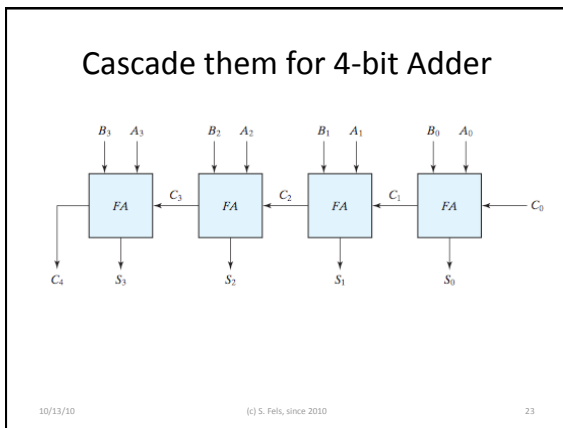 Cascade them for 4-bit Adder
B3 A3 B2 A2 B1 A1 B0 A0
C3 C2 C1
FA FA FA FA C0
C4 S3 S2 S1 S0
10/13/10 (c) S. Fels, since 2010 23